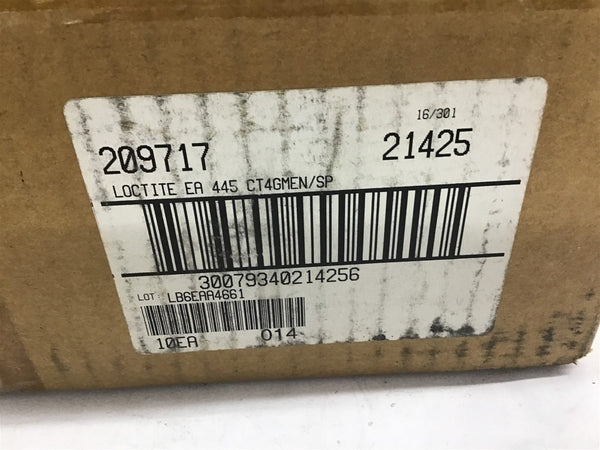 16/301
209717 21425
LOCTITE EA 445 CT4GMEN/SP
30079340214256
LOT: LB6EAA4661
10EA 014